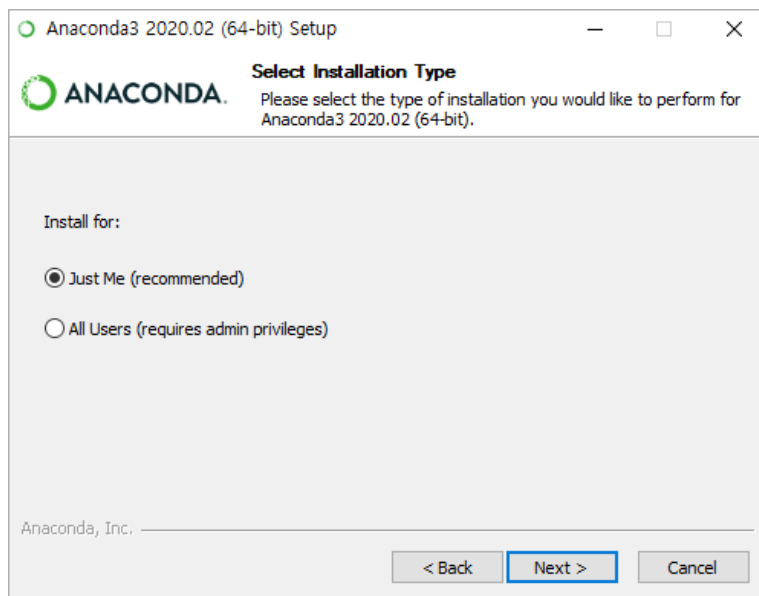 Anaconda3 2020.02 (64-bit) Setup
ANACONDA.
Select Installation Type
Please select the type of installation you would like to perform for
Anaconda3 2020.02 (64-bit).
Install for:
Just Me (recommended)
All Users (requires admin privileges)
Anaconda, Inc.
< Back Next > Cancel